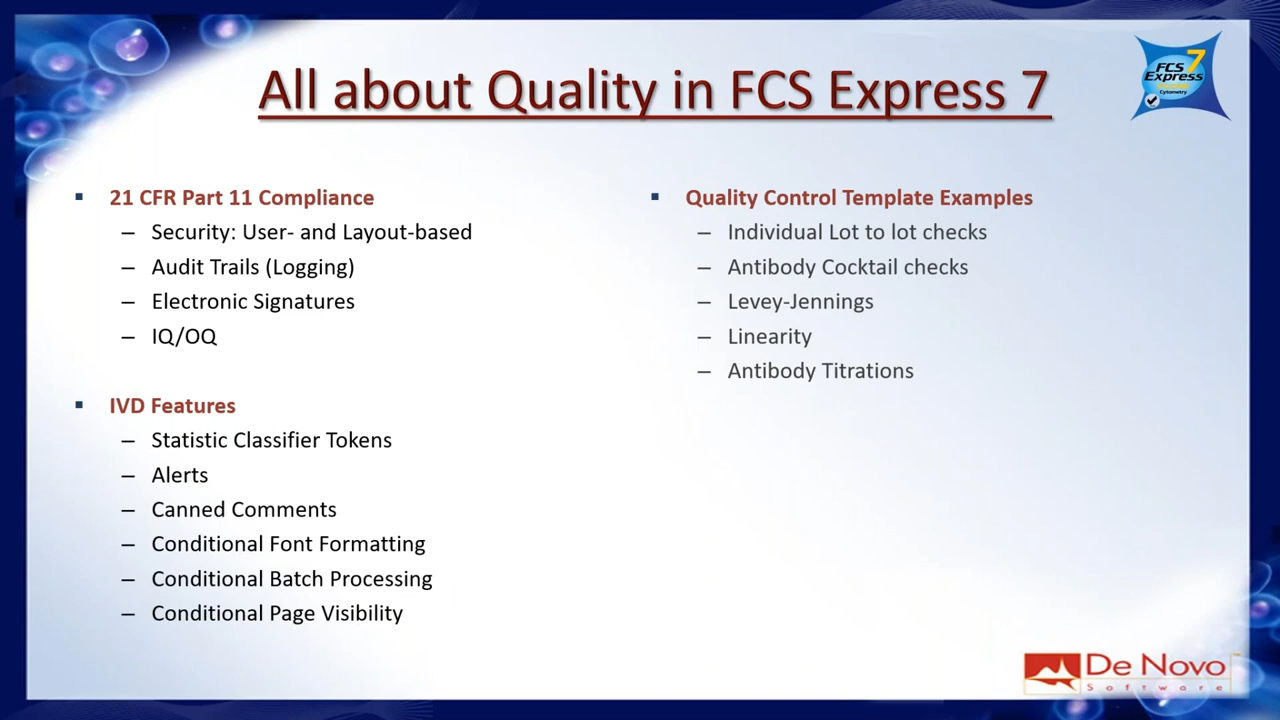 All about Quality in FCS Express 7
FCS 7
Express
Cytometry
▪ 21 CFR Part 11 Compliance
– Security: User- and Layout-based
– Audit Trails (Logging)
– Electronic Signatures
– IQ/OQ
▪ IVD Features
– Statistic Classifier Tokens
– Alerts
– Canned Comments
– Conditional Font Formatting
– Conditional Batch Processing
– Conditional Page Visibility
▪ Quality Control Template Examples
– Individual Lot to lot checks
– Antibody Cocktail checks
– Levey-Jennings
– Linearity
– Antibody Titrations
De Novo
Software